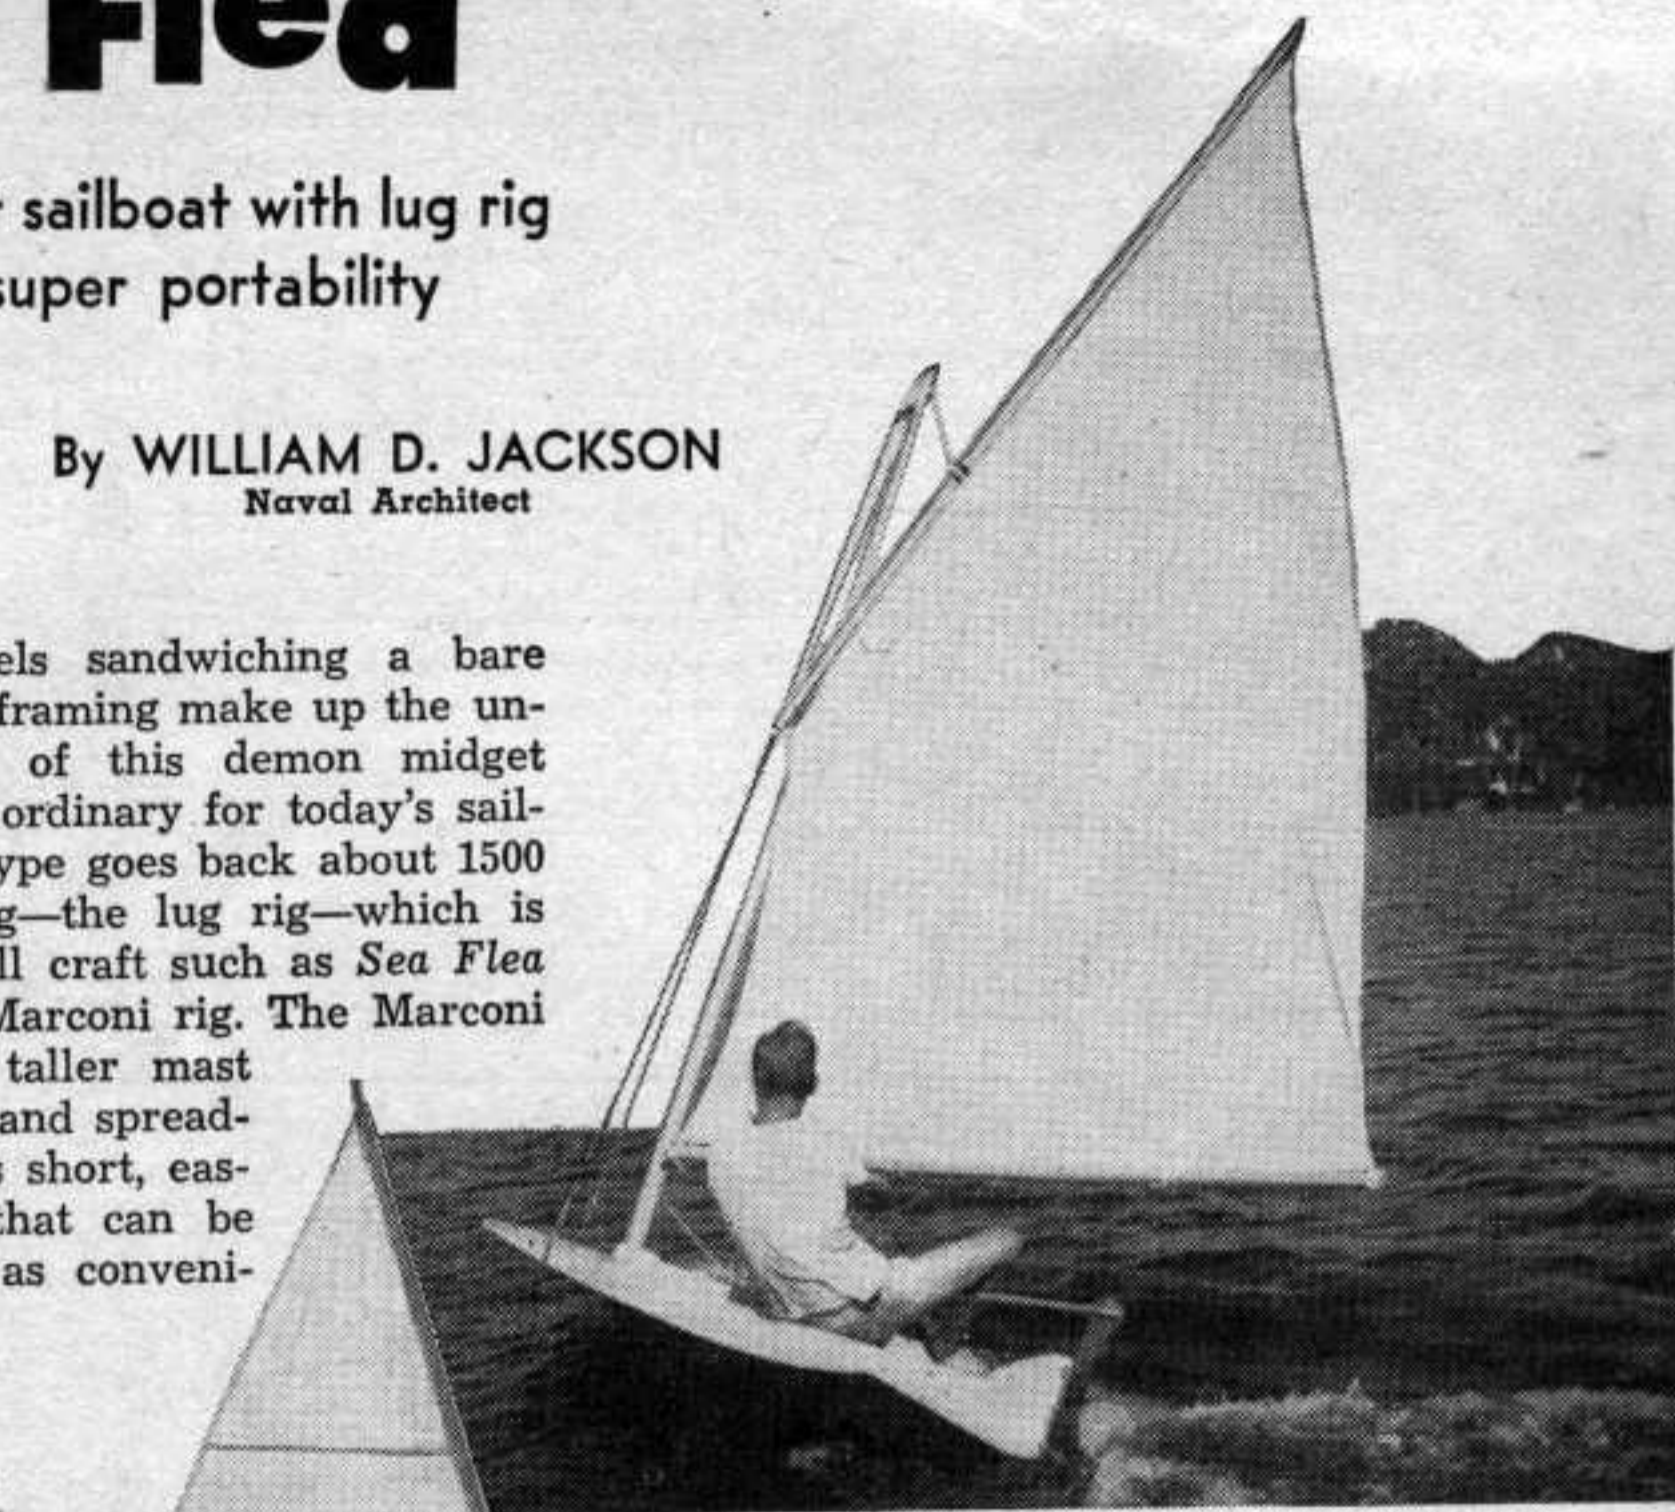 Flea
sailboat with lug rig
super portability
By WILLIAM D. JACKSON
Naval Architect
els sandwiching a bare
framing make up the un-
of this demon midget
ordinary for today's sail-
ype goes back about 1500
g—the lug rig—which is
ll craft such as Sea Flea
Marconi rig. The Marconi
taller mast
and spread-
s short, eas-
that can be
as conveni-